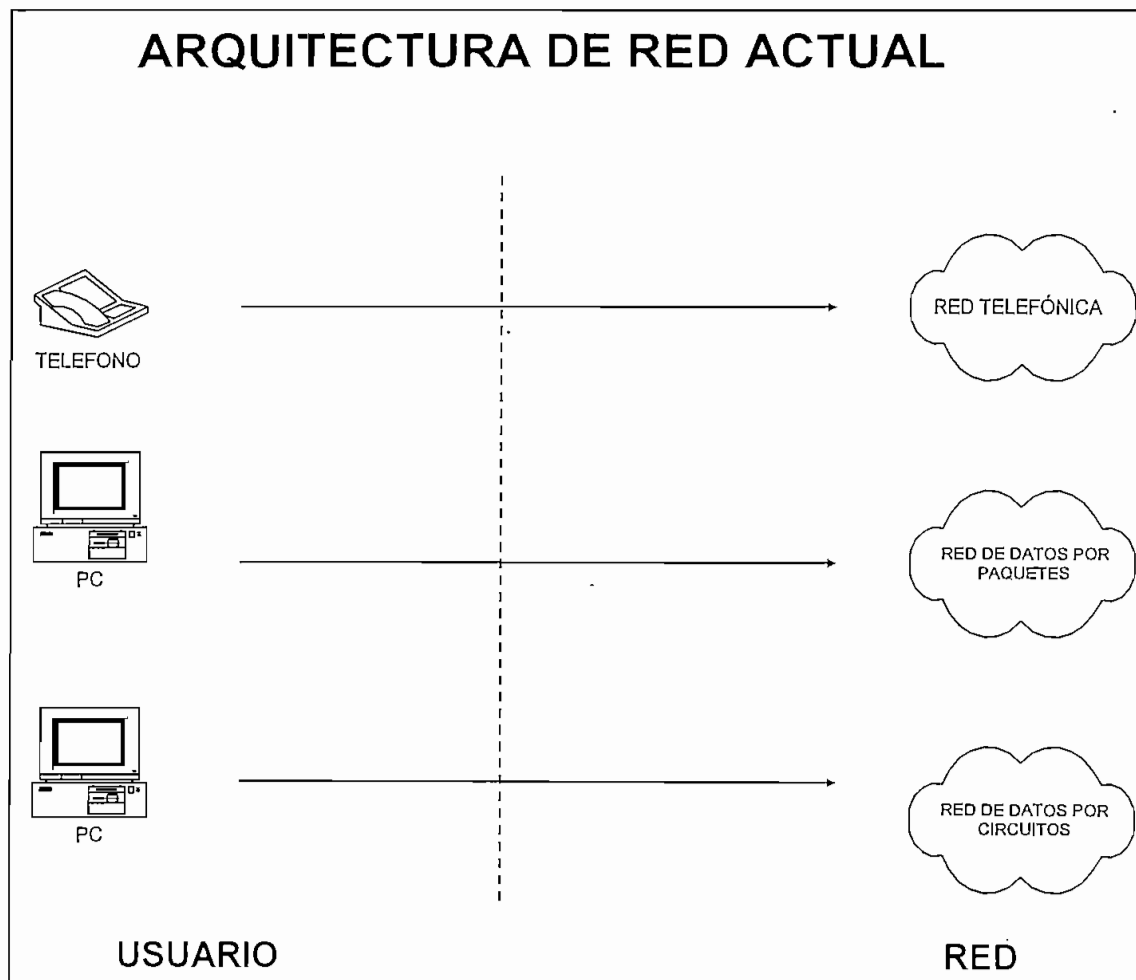 ARQUITECTURA DE RED ACTUAL
TELEFONO
RED TELEFÓNICA
PC
RED DE DATOS POR
PAQUETES
PC
RED DE DATOS POR
CIRCUITOS
USUARIO
RED